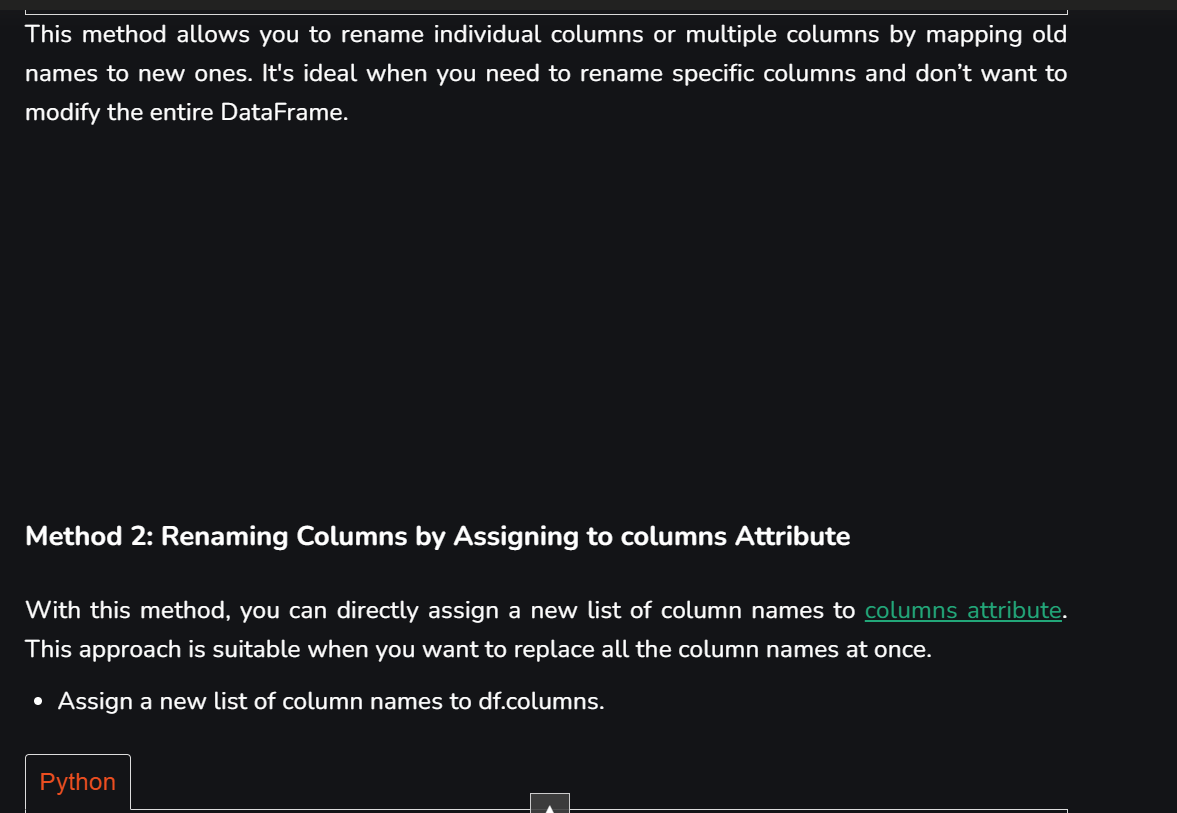 This method allows you to rename individual columns or multiple columns by mapping old
names to new ones. It's ideal when you need to rename specific columns and don’t want to
modify the entire DataFrame.
Method 2: Renaming Columns by Assigning to columns Attribute
With this method, you can directly assign a new list of column names to columns attribute.
This approach is suitable when you want to replace all the column names at once.
• Assign a new list of column names to df.columns.
Python